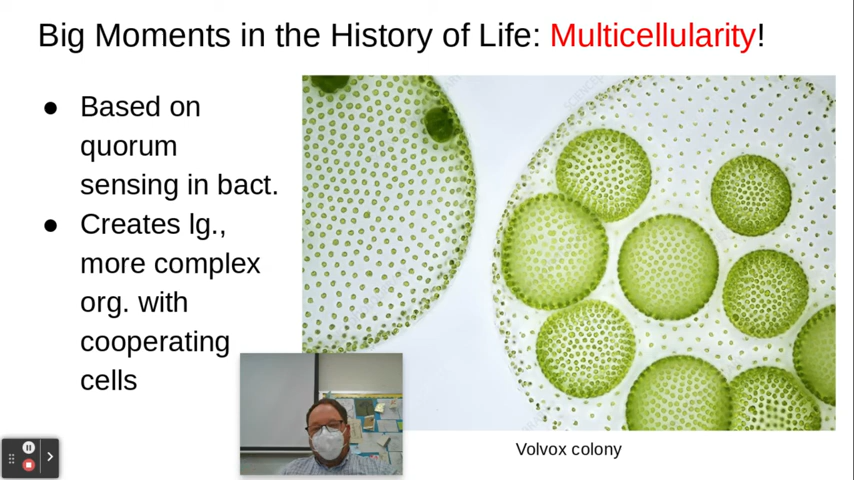 Big Moments in the History of Life: Multicellularity!
● Based on
quorum
sensing in bact.
● Creates lg.,
more complex
org. with
cooperating
cells
Volvox colony